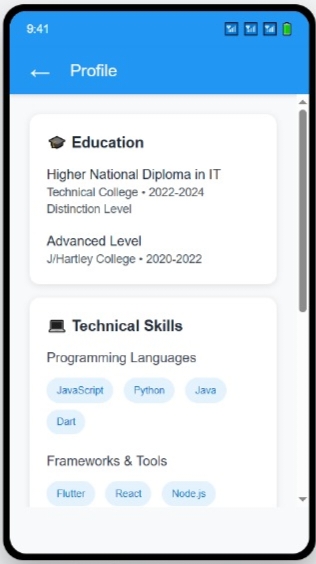 9:41
← Profile
🎓 Education
Higher National Diploma in IT
Technical College • 2022-2024
Distinction Level
Advanced Level
J/Hartley College • 2020-2022
💻 Technical Skills
Programming Languages
JavaScript Python Java
Dart
Frameworks & Tools
Flutter React Node.js